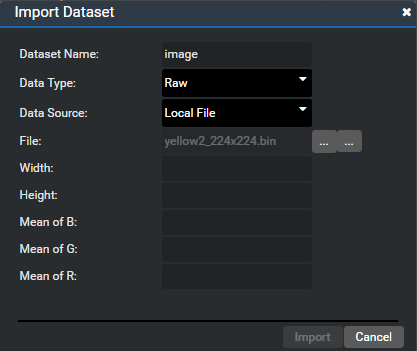 Import Dataset ✖
Dataset Name: image
Data Type: Raw
Data Source: Local File
File: yellow2_224x224.bin ... ...
Width:
Height:
Mean of B:
Mean of G:
Mean of R:
Import Cancel